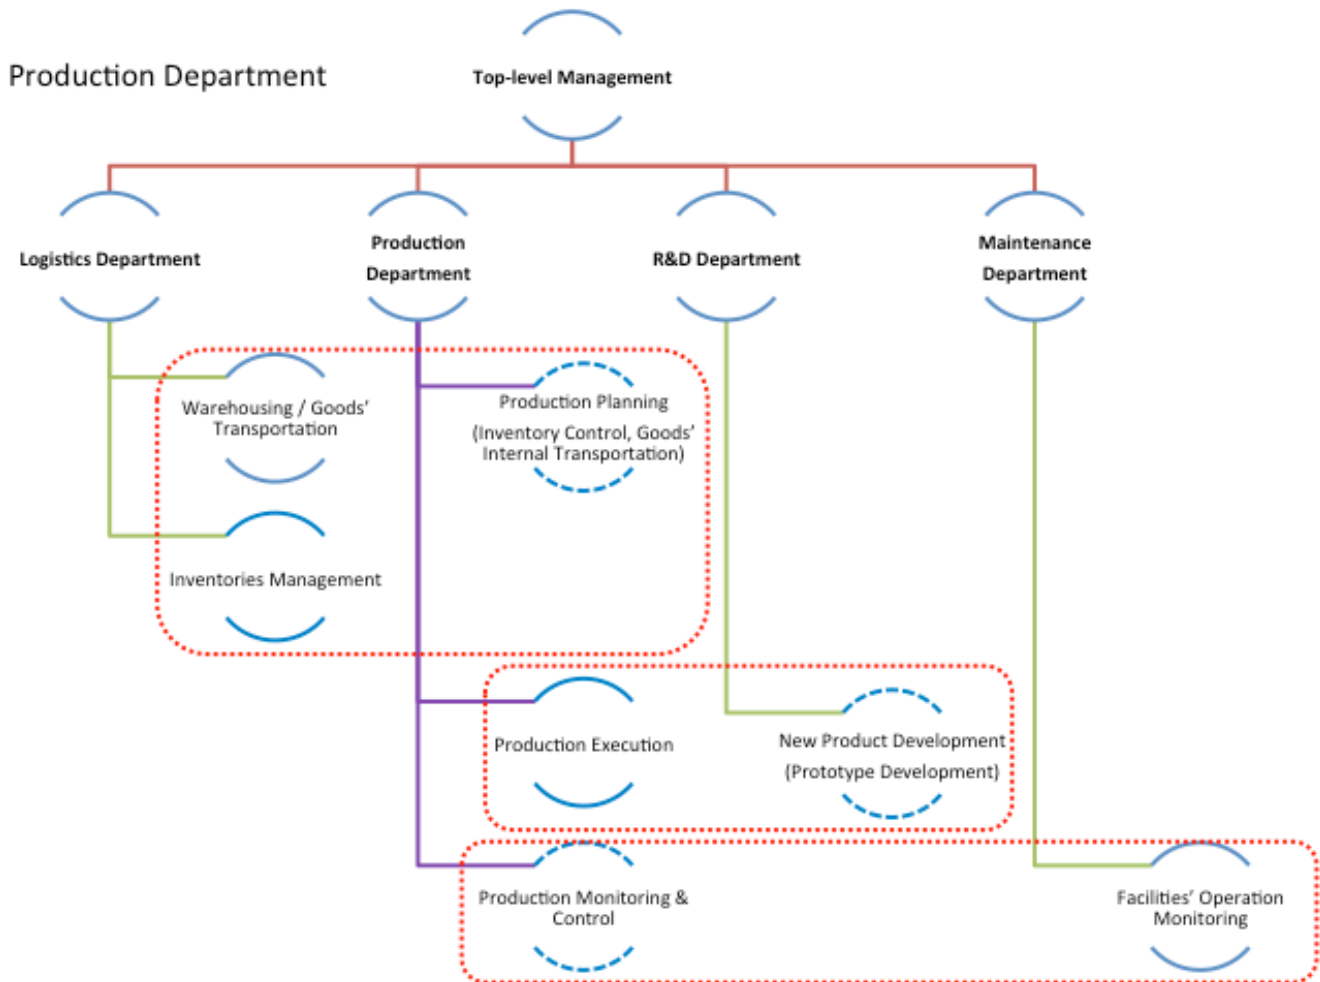 Production Department
Top-level Management
Logistics Department
Production
Department
R&D Department
Maintenance
Department
Warehousing / Goods’
Transportation
Production Planning
(Inventory Control, Goods’
Internal Transportation)
Inventories Management
Production Execution
New Product Development
(Prototype Development)
Production Monitoring &
Control
Facilities’ Operation
Monitoring